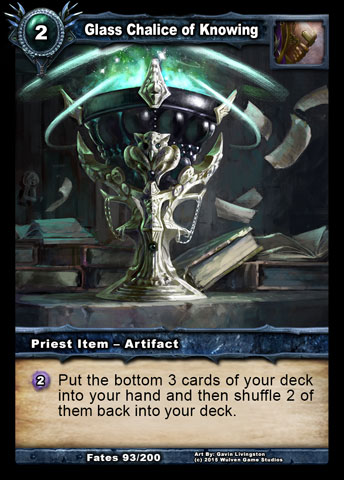 2
Glass Chalice of Knowing
Priest Item – Artifact
2
Put the bottom 3 cards of your deck
into your hand and then shuffle 2 of
them back into your deck.
Fates 93/200
Art By: Gavin Livingston
(c) 2015 Wulven Game Studios